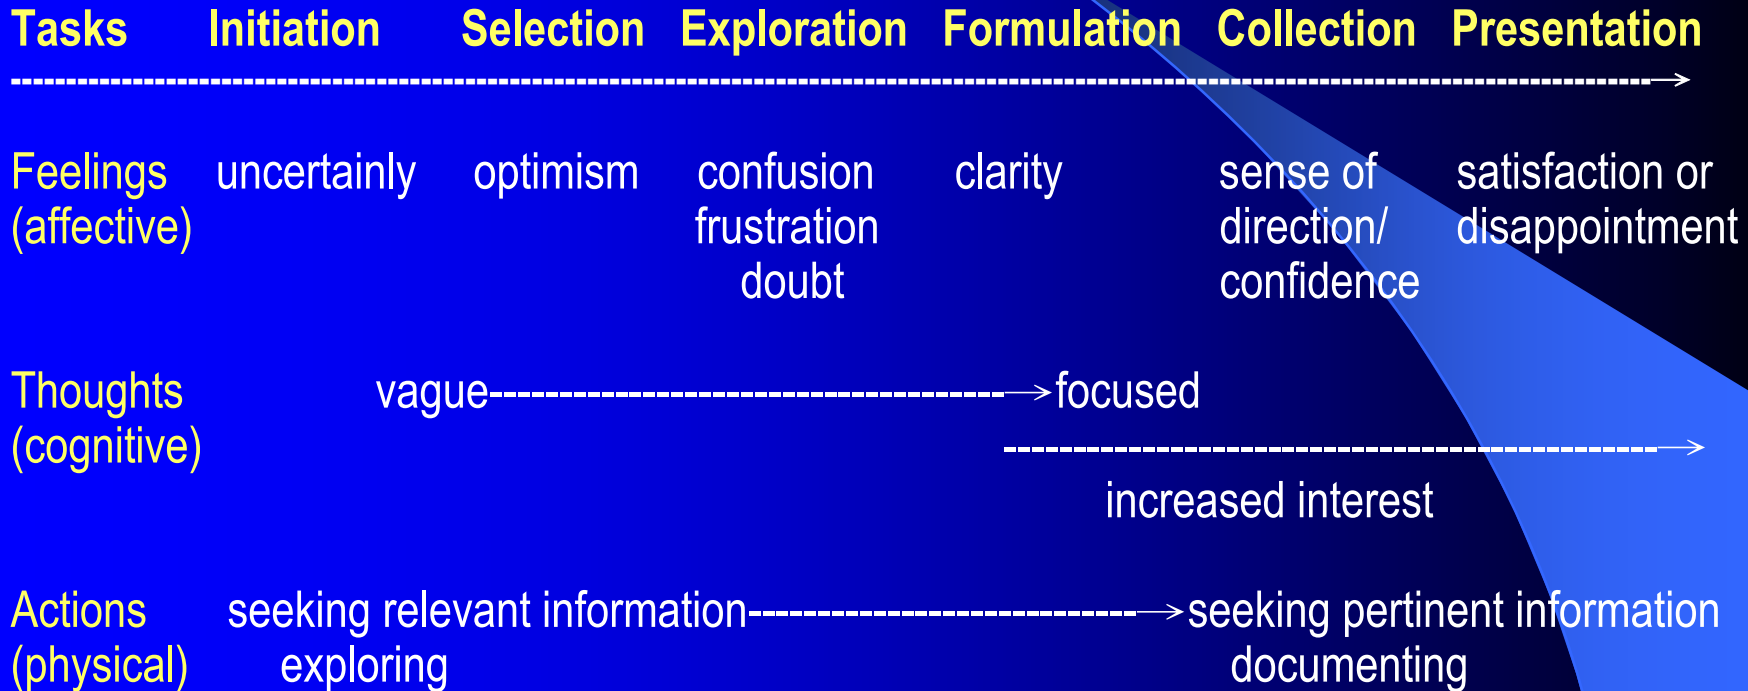 Tasks Initiation Selection Exploration Formulation Collection Presentation
---------------------------------------------------------------→
Feelings uncertainly optimism confusion clarity sense of satisfaction or
(affective) frustration direction/ disappointment
doubt confidence
Thoughts vague--------------------------------→focused
(cognitive) ----------------------------------------→
increased interest
Actions seeking relevant information------------------------→seeking pertinent information
(physical) exploring documenting